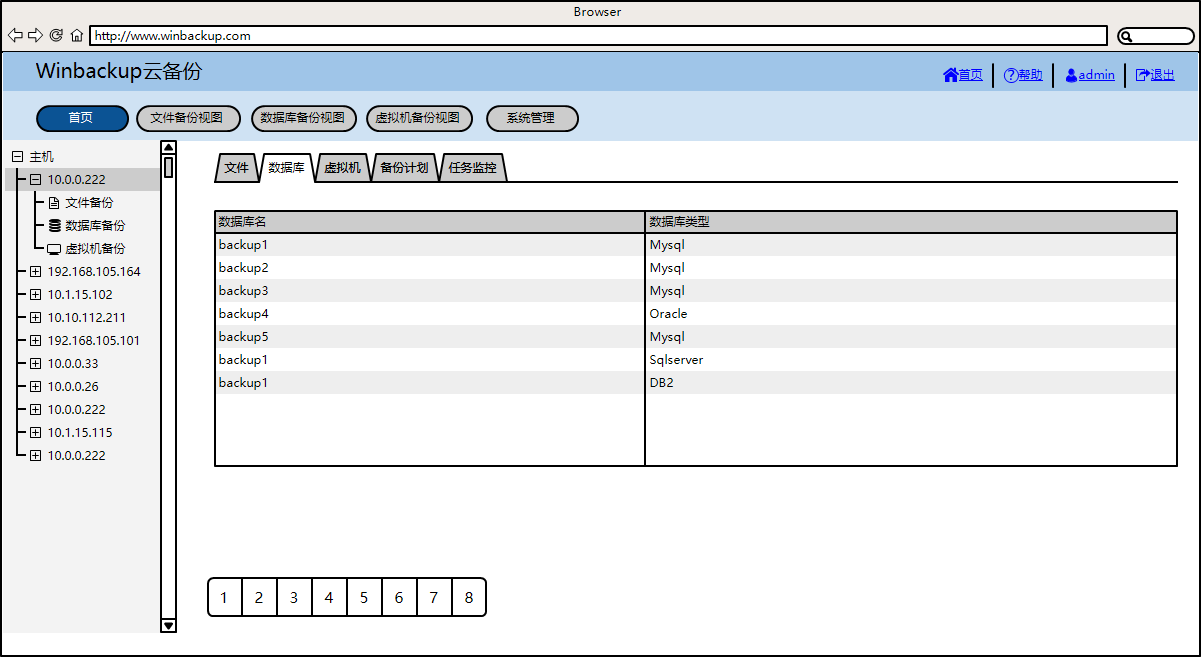 Browser
http://www.winbackup.com
Winbackup云备份
首页 帮助 admin 退出
首页 文件备份视图 数据库备份视图 虚拟机备份视图 系统管理
主机
10.0.0.222
文件备份
数据库备份
虚拟机备份
192.168.105.164
10.1.15.102
10.10.112.211
192.168.105.101
10.0.0.33
10.0.0.26
10.0.0.222
10.1.15.115
10.0.0.222
文件 数据库 虚拟机 备份计划 任务监控
数据库名 数据库类型
backup1 Mysql
backup2 Mysql
backup3 Mysql
backup4 Oracle
backup5 Mysql
backup1 Sqlserver
backup1 DB2
1 2 3 4 5 6 7 8